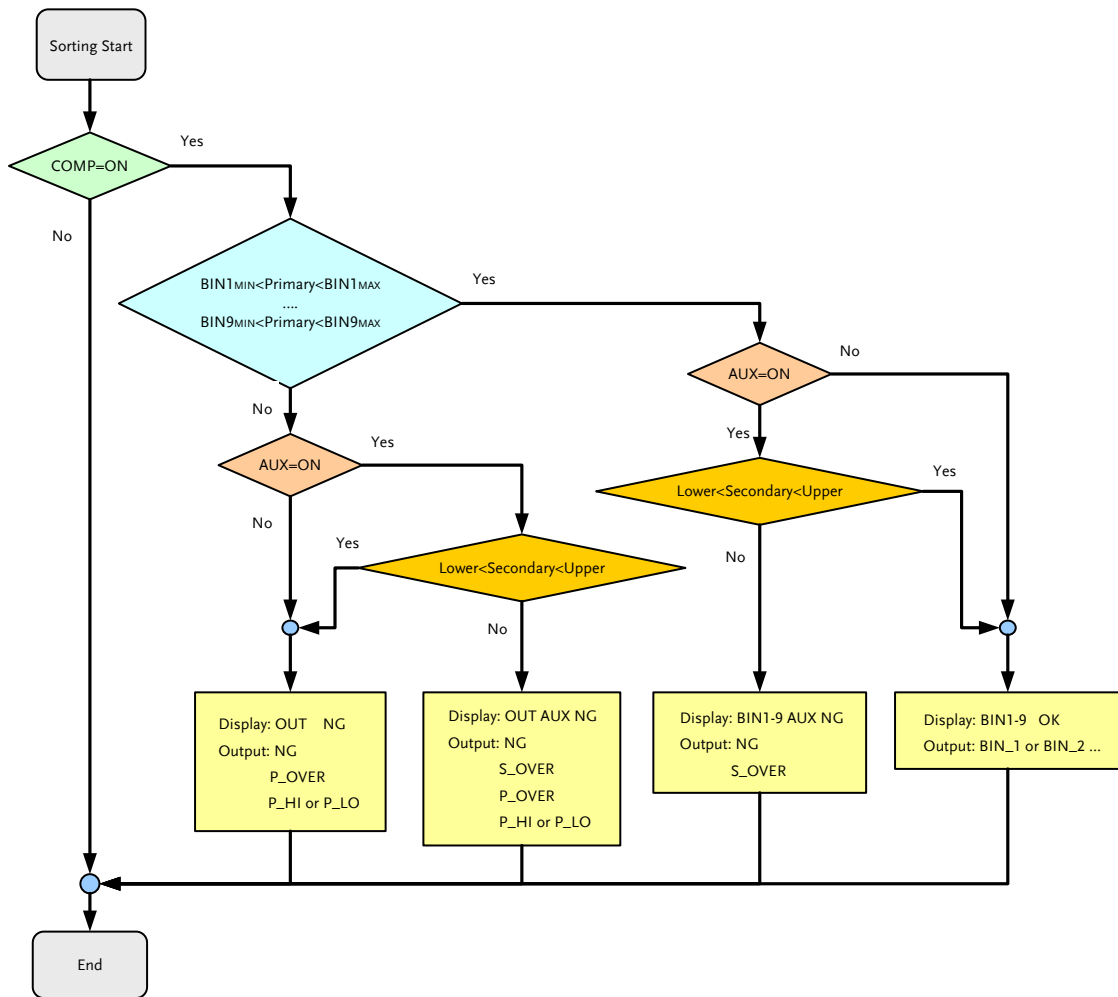 Sorting Start
Yes
COMP=ON
No
BIN1MIN<Primary<BIN1MAX
....
BIN9MIN<Primary<BIN9MAX
Yes
No
AUX=ON
No
Yes
AUX=ON
Yes
Lower<Secondary<Upper
Yes
No
Yes
Lower<Secondary<Upper
No
No
Display: OUT NG
Output: NG
P_OVER
P_HI or P_LO
Display: OUT AUX NG
Output: NG
S_OVER
P_OVER
P_HI or P_LO
Display: BIN1-9 AUX NG
Output: NG
S_OVER
Display: BIN1-9 OK
Output: BIN_1 or BIN_2 ...
End